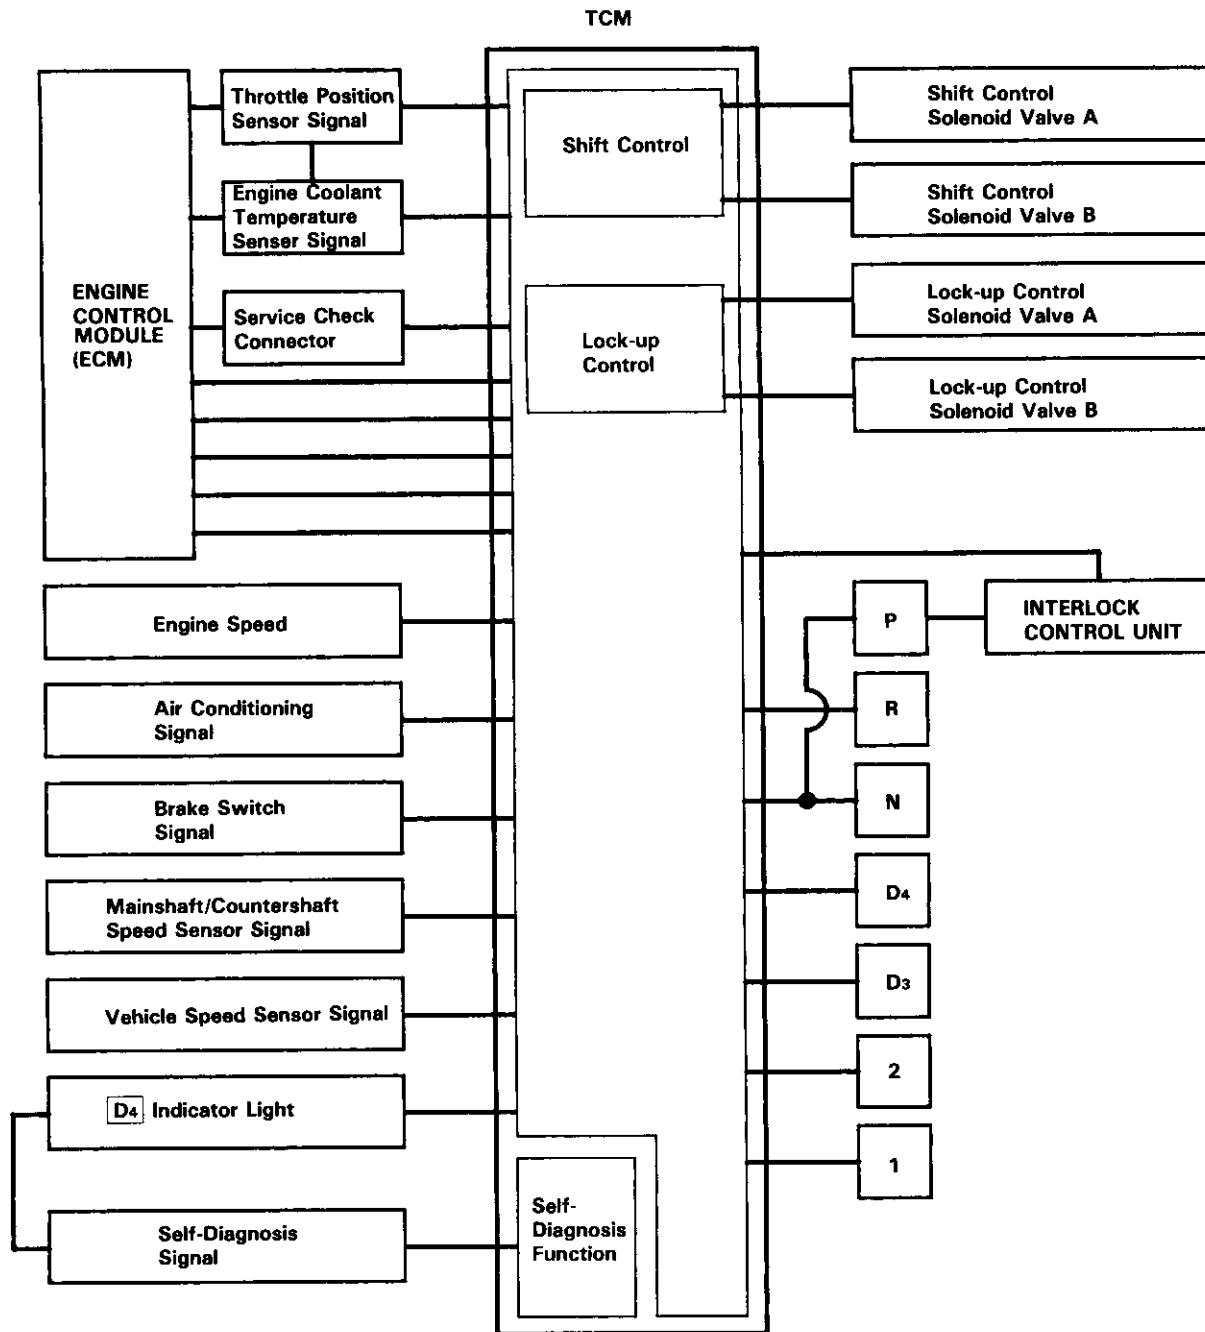 TCM
Throttle Position
Sensor Signal
Engine Coolant
Temperature
Senser Signal
ENGINE
CONTROL
MODULE
(ECM)
Service Check
Connector
Shift Control
Lock-up
Control
Shift Control
Solenoid Valve A
Shift Control
Solenoid Valve B
Lock-up Control
Solenoid Valve A
Lock-up Control
Solenoid Valve B
INTERLOCK
CONTROL UNIT
P
R
N
D4
D3
2
1
Engine Speed
Air Conditioning
Signal
Brake Switch
Signal
Mainshaft/Countershaft
Speed Sensor Signal
Vehicle Speed Sensor Signal
D4 Indicator Light
Self-Diagnosis
Signal
Self-
Diagnosis
Function